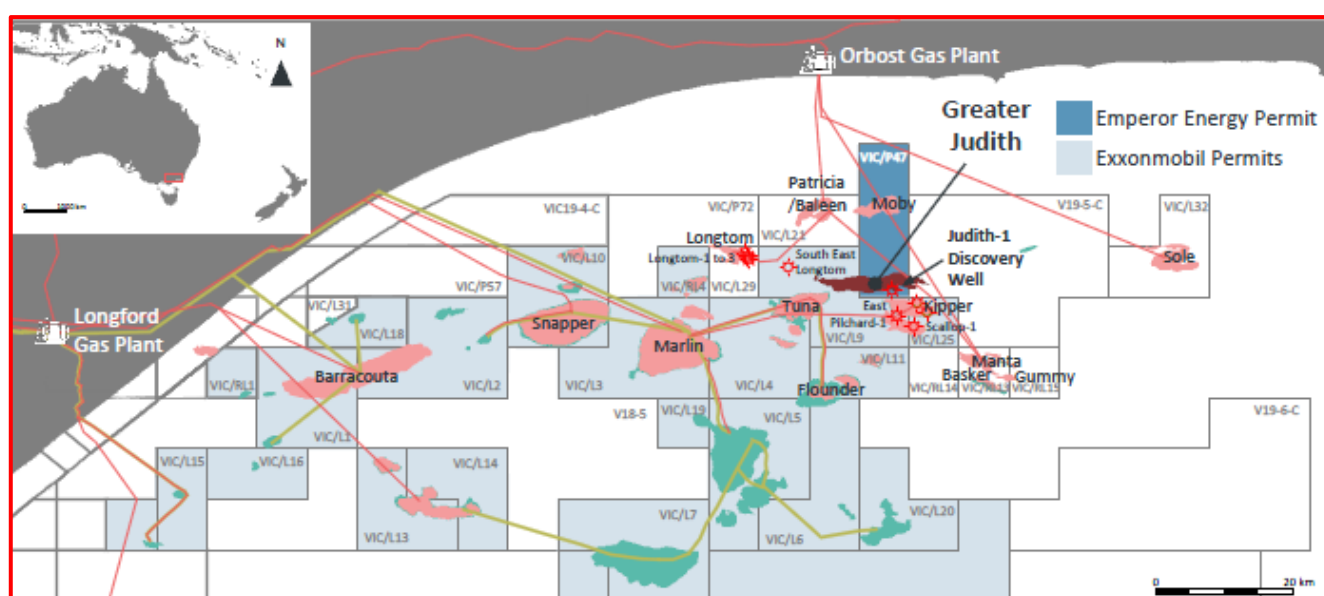 N
0 1000 km
Orbost Gas Plant
Greater
Judith
Emperor Energy Permit
Exxonmobil Permits
VIC/P47
Patricia
/Baleen
Moby
VIC19-4-C
VIC/P72
VIC/L21
V19-5-C
VIC/L32
Longtom
Longtom-1 to 3
South East
Longtom
Judith-1
Discovery
Well
Sole
VIC/L10
VIC/P57
VIC/RL4
VIC/L29
VIC/L31
VIC/L18
Longford
Gas Plant
Snapper
Marlin
Tuna
East
Kipper
Pilchard-1
Scallop-1
VIC/L9
VIC/L25
VIC/RL1
Barracouta
VIC/L2
VIC/L3
VIC/L4
VIC/L11
Flounder
Manta
Basker
Gummy
VIC/RL14
VIC/RL13
VIC/RL15
VIC/L1
V18-5
VIC/L19
VIC/L5
V19-6-C
VIC/L15
VIC/L16
VIC/L14
VIC/L13
VIC/L7
VIC/L6
VIC/L20
0 20 km